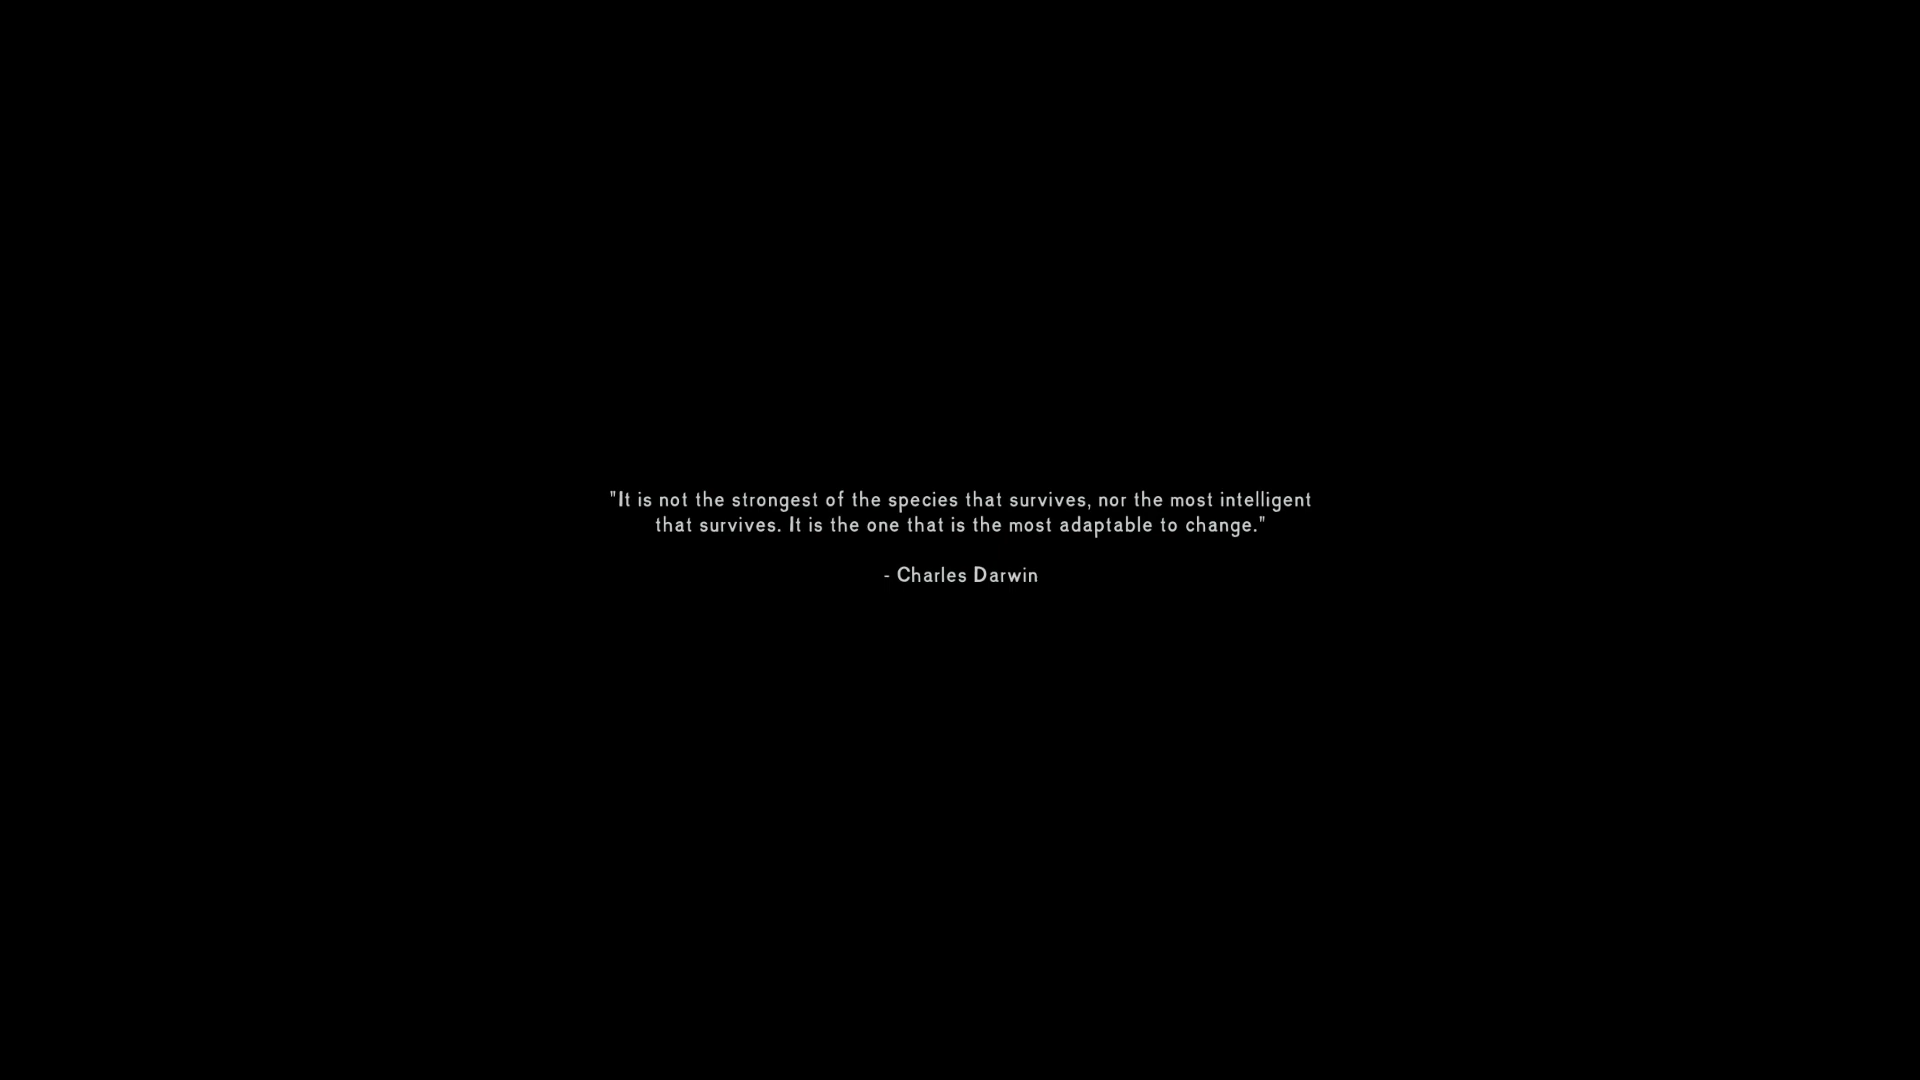 "It is not the strongest of the species that survives, nor the most intelligent
that survives. It is the one that is the most adaptable to change."
- Charles Darwin